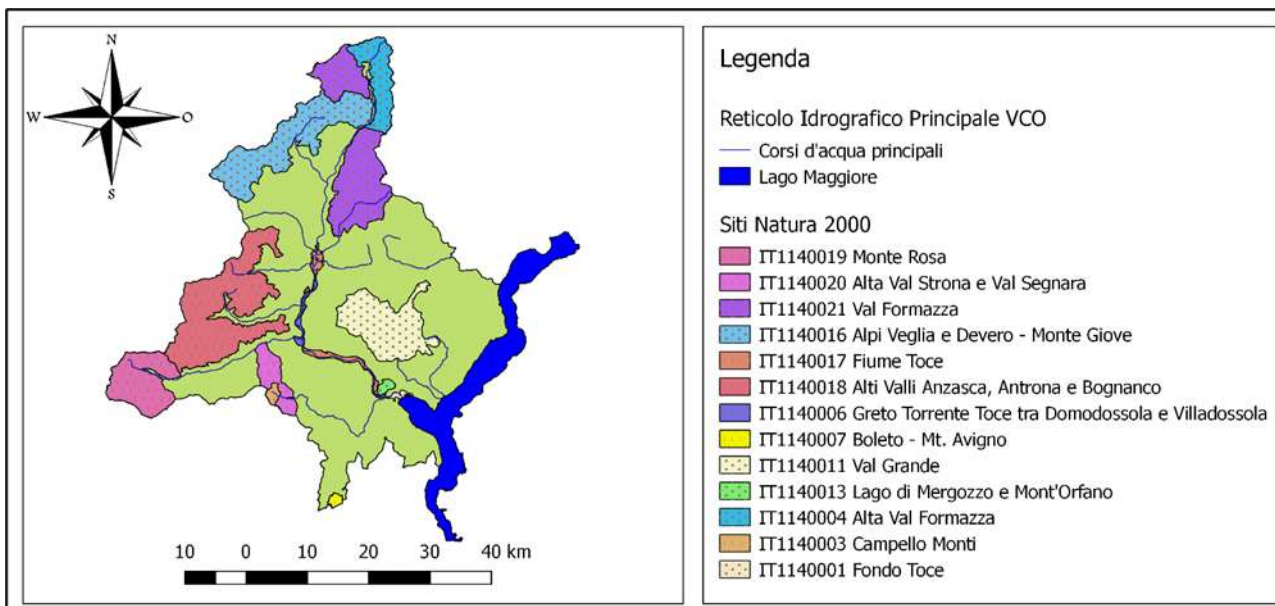 N
W
O
S
10 0 10 20 30 40 km
Legenda
Reticolo Idrografico Principale VCO
Corsi d'acqua principali
Lago Maggiore
Siti Natura 2000
IT1140019 Monte Rosa
IT1140020 Alta Val Strona e Val Segnara
IT1140021 Val Formazza
IT1140016 Alpi Veglia e Devero - Monte Giove
IT1140017 Fiume Toce
IT1140018 Alti Valli Anzasca, Antrona e Bognanco
IT1140006 Greto Torrente Toce tra Domodossola e Villadossola
IT1140007 Boleto - Mt. Avigno
IT1140011 Val Grande
IT1140013 Lago di Mergozzo e Mont'Orfano
IT1140004 Alta Val Formazza
IT1140003 Campello Monti
IT1140001 Fondo Toce